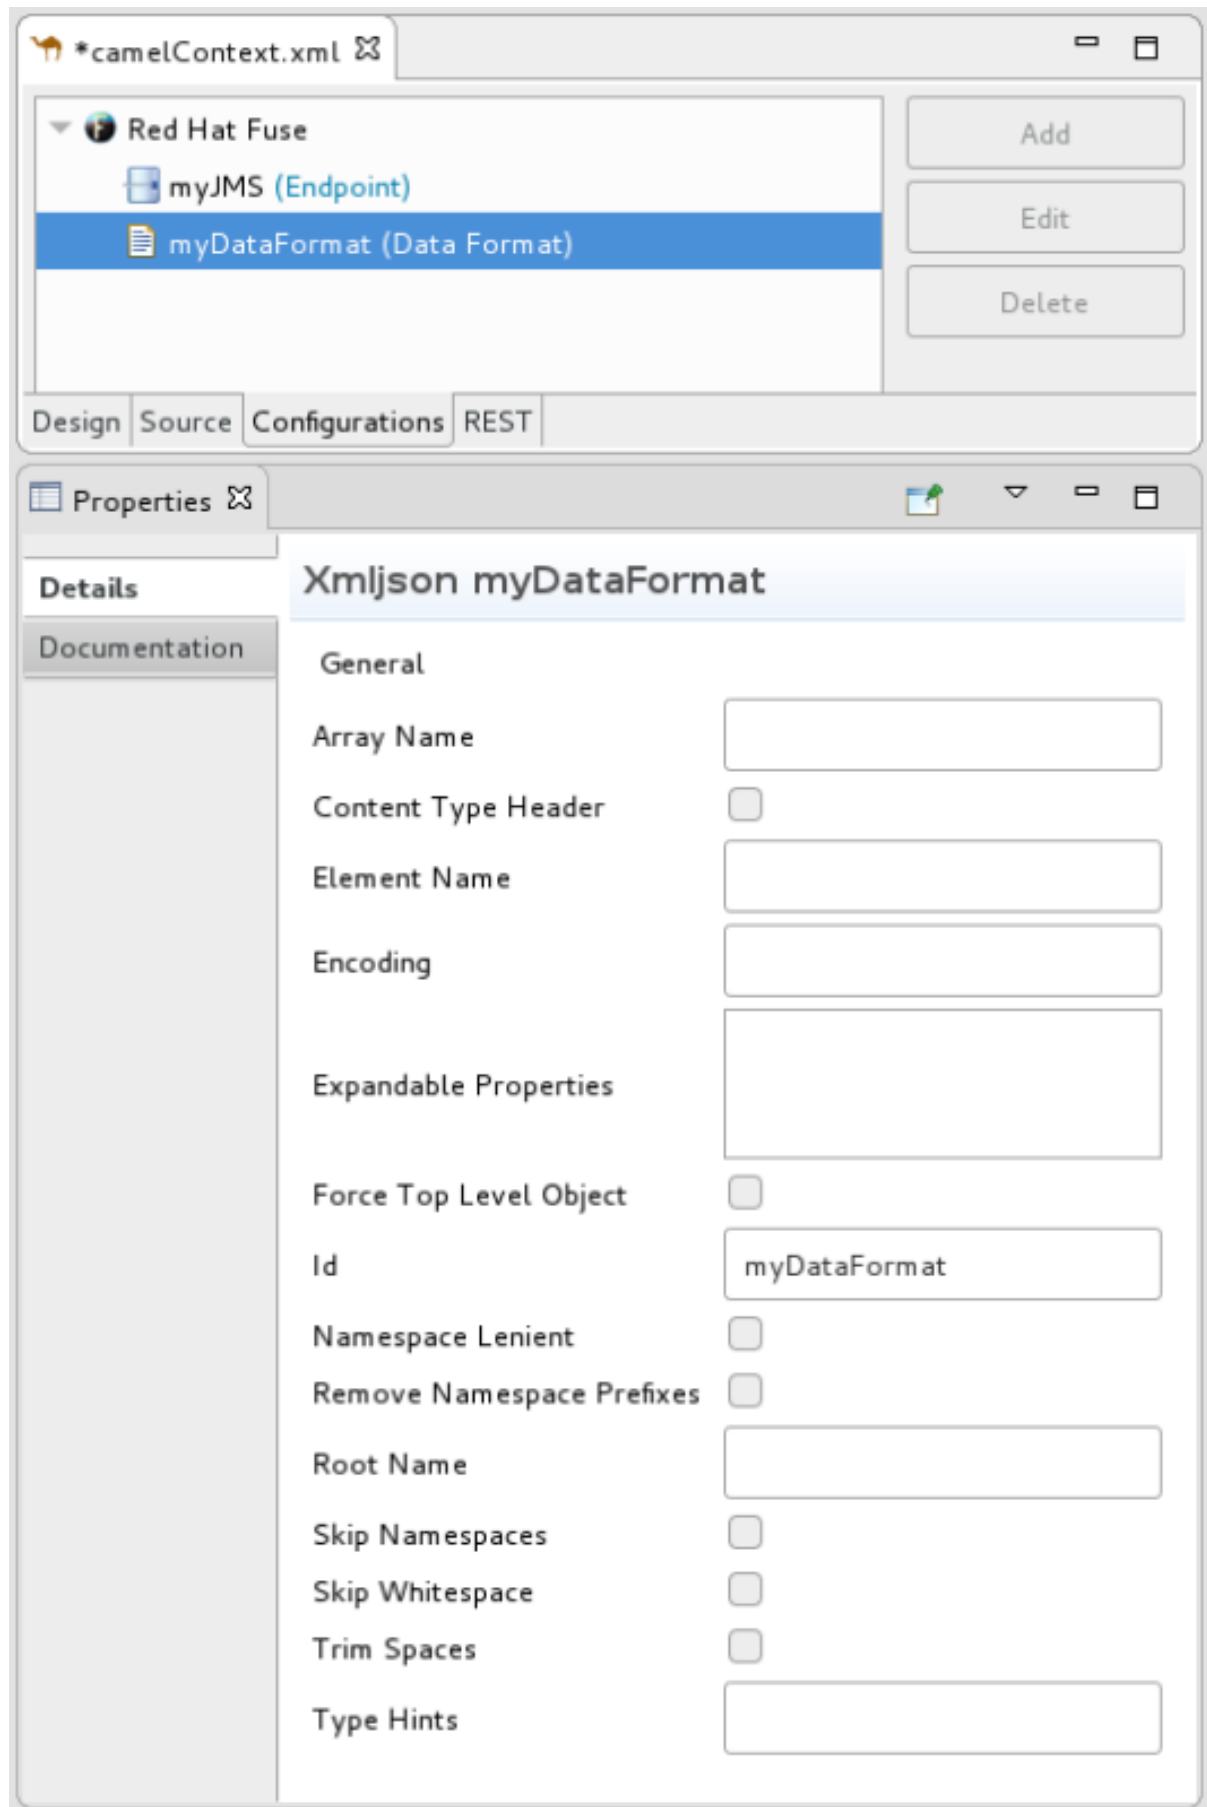 *camelContext.xml
Red Hat Fuse
Add
myJMS (Endpoint)
Edit
myDataFormat (Data Format)
Delete
Design Source Configurations REST
Properties
Details
Xmljson myDataFormat
Documentation
General
Array Name
Content Type Header
Element Name
Encoding
Expandable Properties
Force Top Level Object
Id myDataFormat
Namespace Lenient
Remove Namespace Prefixes
Root Name
Skip Namespaces
Skip Whitespace
Trim Spaces
Type Hints